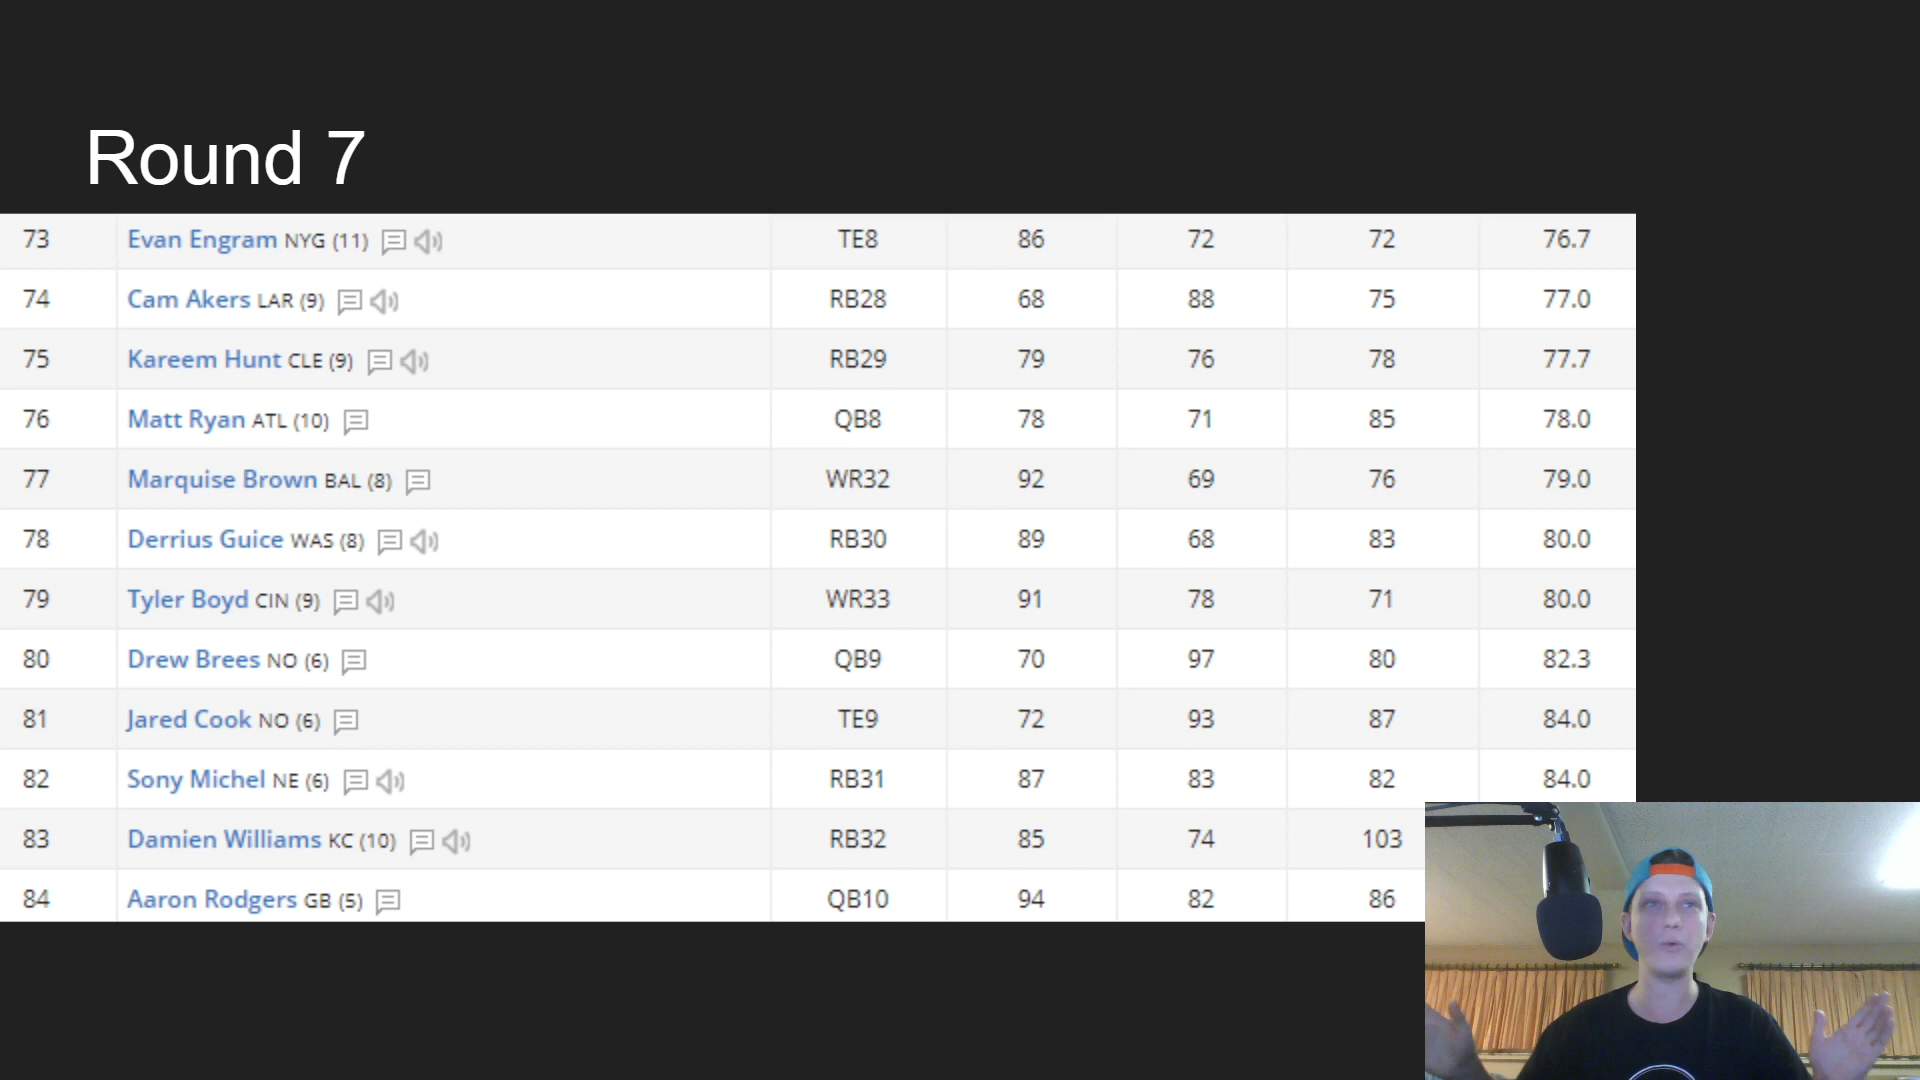 Round 7
73 Evan Engram NYG (11) TE8 86 72 72 76.7
74 Cam Akers LAR (9) RB28 68 88 75 77.0
75 Kareem Hunt CLE (9) RB29 79 76 78 77.7
76 Matt Ryan ATL (10) QB8 78 71 85 78.0
77 Marquise Brown BAL (8) WR32 92 69 76 79.0
78 Derrius Guice WAS (8) RB30 89 68 83 80.0
79 Tyler Boyd CIN (9) WR33 91 78 71 80.0
80 Drew Brees NO (6) QB9 70 97 80 82.3
81 Jared Cook NO (6) TE9 72 93 87 84.0
82 Sony Michel NE (6) RB31 87 83 82 84.0
83 Damien Williams KC (10) RB32 85 74 103
84 Aaron Rodgers GB (5) QB10 94 82 86